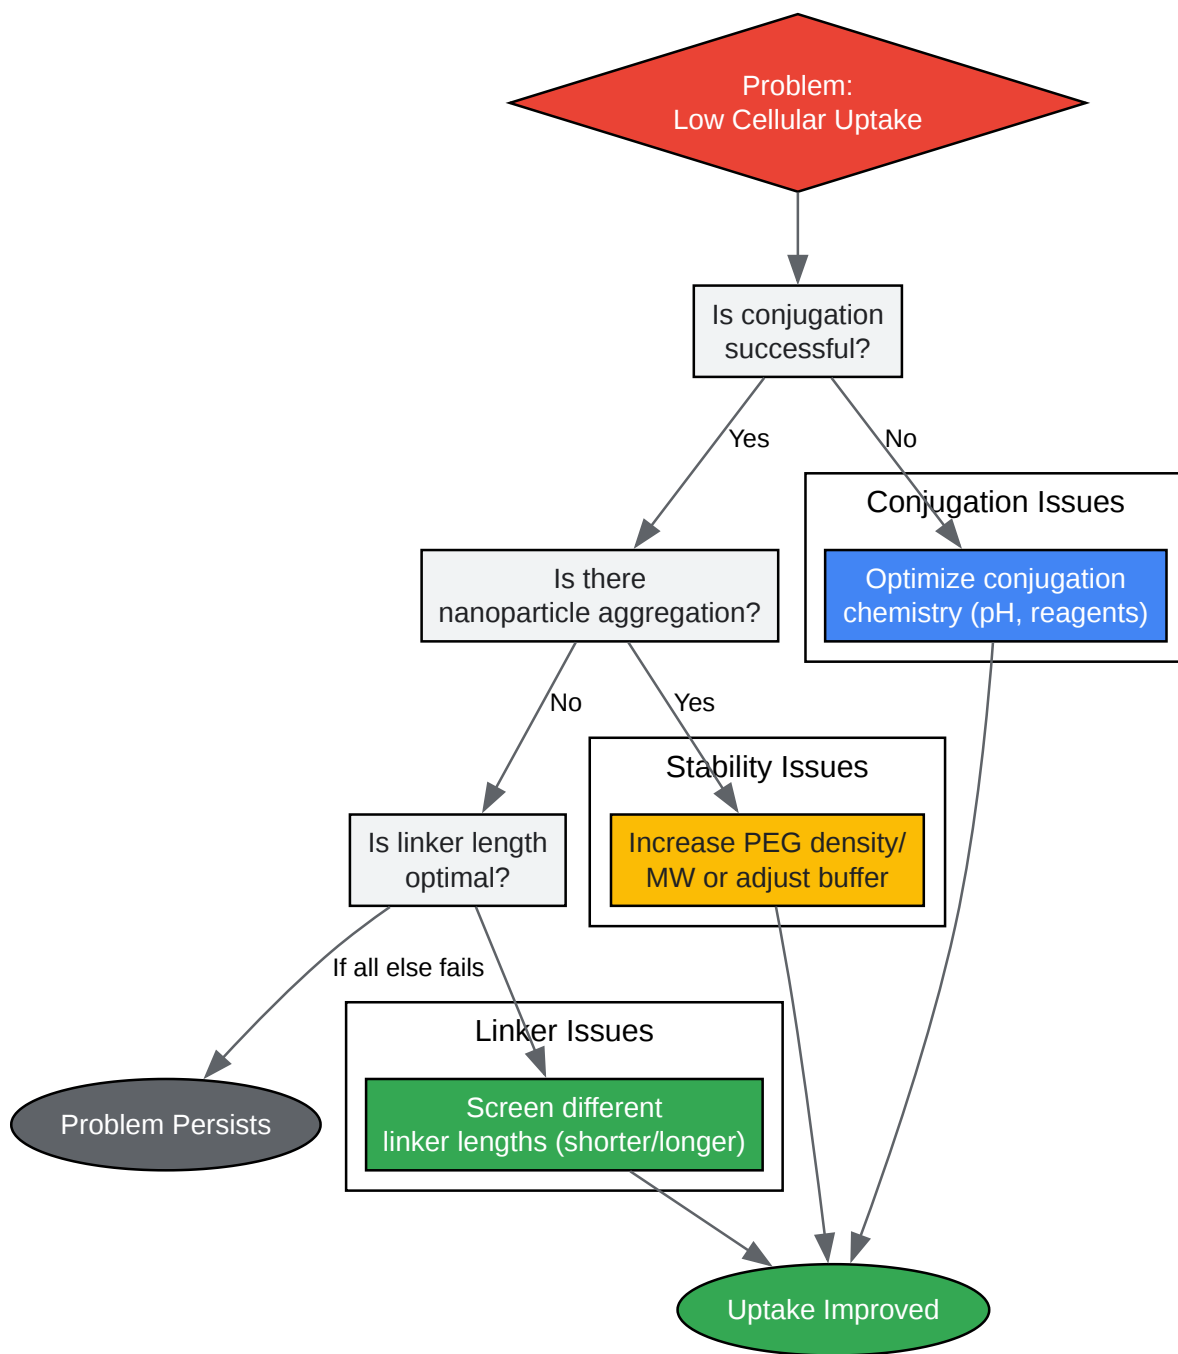 Problem:
Low Cellular Uptake
Is conjugation
successful?
Yes
No
Conjugation Issues
Is there
nanoparticle aggregation?
Optimize conjugation
chemistry (pH, reagents)
No
Yes
Stability Issues
Is linker length
optimal?
Increase PEG density/
MW or adjust buffer
If all else fails
Linker Issues
Problem Persists
Screen different
linker lengths (shorter/longer)
Uptake Improved